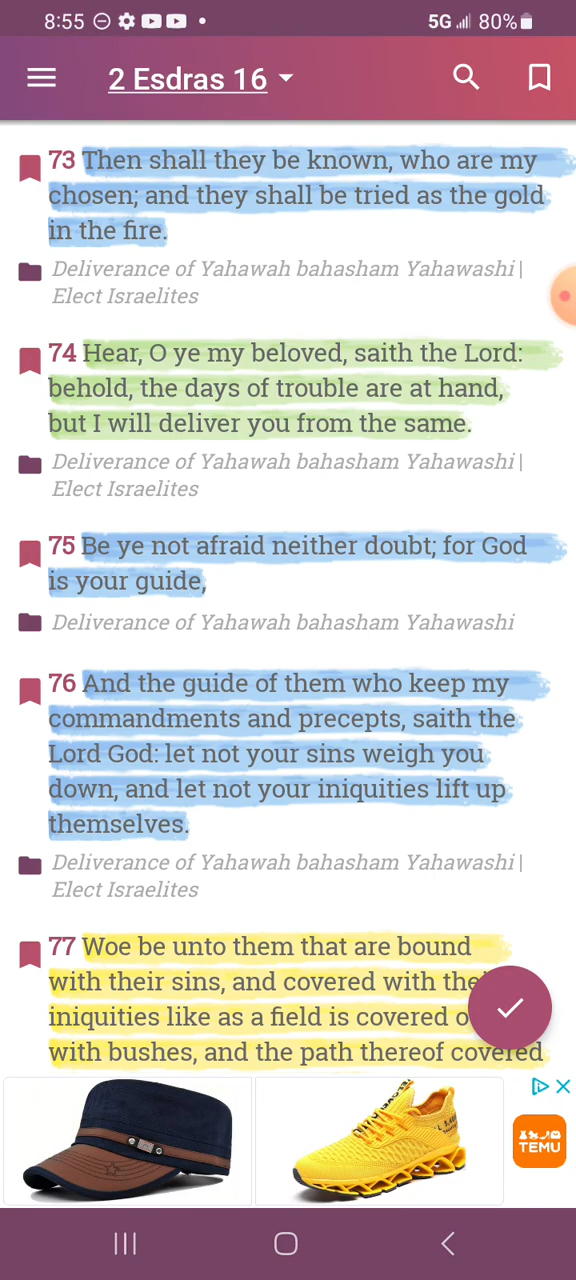 8:55
5G 80%
2 Esdras 16
73 Then shall they be known, who are my
chosen; and they shall be tried as the gold
in the fire.
Deliverance of Yahawah bahasham Yahawashi |
Elect Israelites
74 Hear, O ye my beloved, saith the Lord:
behold, the days of trouble are at hand,
but I will deliver you from the same.
Deliverance of Yahawah bahasham Yahawashi |
Elect Israelites
75 Be ye not afraid neither doubt; for God
is your guide,
Deliverance of Yahawah bahasham Yahawashi
76 And the guide of them who keep my
commandments and precepts, saith the
Lord God: let not your sins weigh you
down, and let not your iniquities lift up
themselves.
Deliverance of Yahawah bahasham Yahawashi |
Elect Israelites
77 Woe be unto them that are bound
with their sins, and covered with
iniquities like as a field is covered
with bushes, and the path thereof covered
TEMU